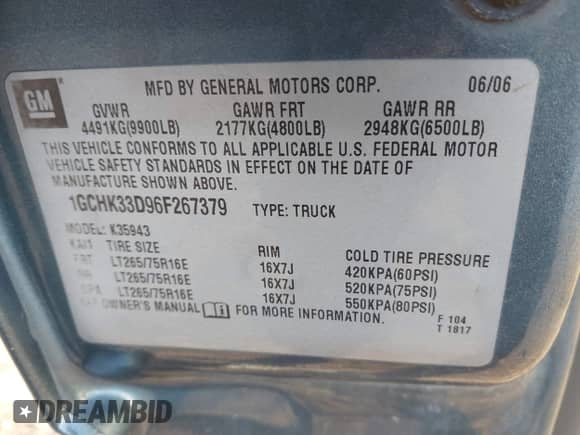 GM
MFD BY GENERAL MOTORS CORP. 06/06
GVWR GAWR FRT GAWR RR
4491KG(9900LB) 2177KG(4800LB) 2948KG(6500LB)
THIS VEHICLE CONFORMS TO ALL APPLICABLE U.S. FEDERAL MOTOR
VEHICLE SAFETY STANDARDS IN EFFECT ON THE DATE OF
MANUFACTURE SHOWN ABOVE.
1GCHK33D96F267379 TYPE: TRUCK
MODEL: K35943
TIRE SIZE RIM COLD TIRE PRESSURE
FRT LT265/75R16E 16X7J 420KPA(60PSI)
LT265/75R16E 16X7J 520KPA(75PSI)
LT265/75R16E 16X7J 550KPA(80PSI)
OWNER'S MANUAL FOR MORE INFORMATION. F 104
T 1817
DREAMBID